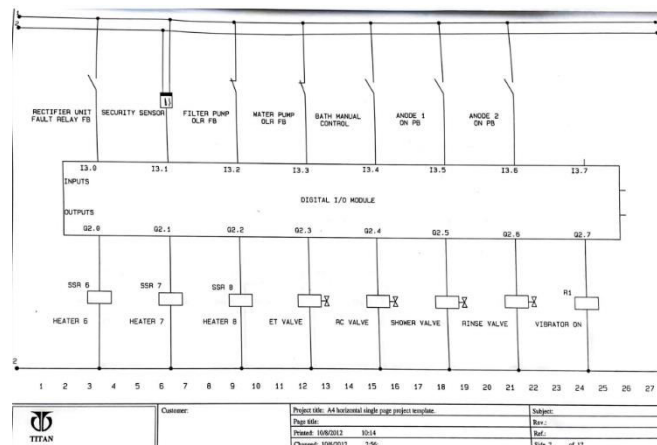 1
2
RECTIFIER UNIT
FAULT RELAY FB
SECURITY SENSOR
FILTER PUMP
OLR FB
WATER PUMP
OLR FB
BATH MANUAL
CONTROL
ANODE 1
ON PB
ANODE 2
ON PB
I3.0 I3.1 I3.2 I3.3 I3.4 I3.5 I3.6 I3.7
INPUTS
DIGITAL I/O MODULE
OUTPUTS
Q2.0 Q2.1 Q2.2 Q2.3 Q2.4 Q2.5 Q2.6 Q2.7
SSR 6 SSR 7 SSR 8 R1
HEATER 6 HEATER 7 HEATER 8 ET VALVE RC VALVE SHOWER VALVE RINSE VALVE VIBRATOR ON
2
1 2 3 4 5 6 7 8 9 10 11 12 13 14 15 16 17 18 19 20 21 22 23 24 25 26 27
TITAN
Customer:
Project title: A4 horizontal single page project template.
Subject:
Page title:
Rev.:
Printed: 10/8/2012 10:14
Ref.: